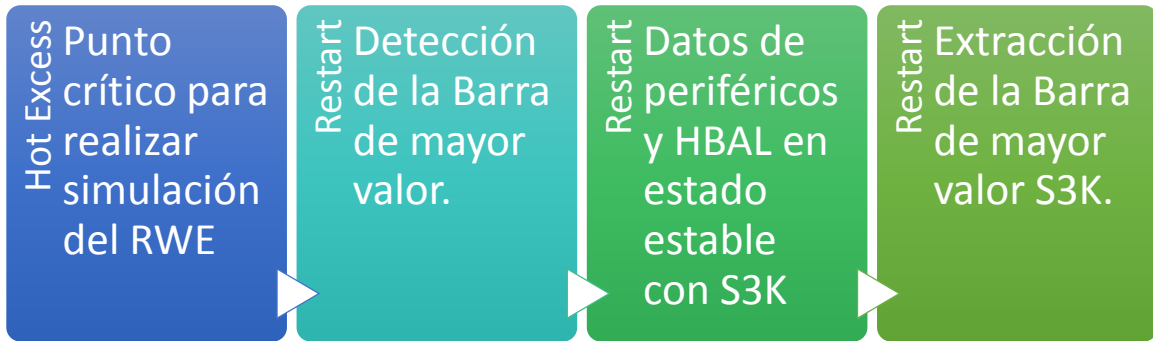 Hot Excess
Punto
crítico para
realizar
simulación
del RWE
Restart
Detección
de la Barra
de mayor
valor.
Restart
Datos de
periféricos
y HBAL en
estado
estable
con S3K
Restart
Extracción
de la Barra
de mayor
valor S3K.